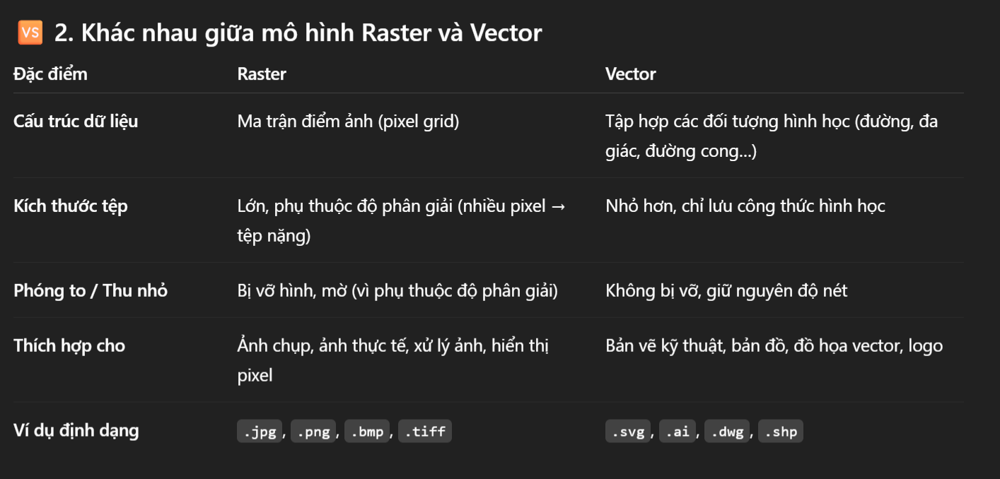 🆚 2. Khác nhau giữa mô hình Raster và Vector
Đặc điểm Raster Vector
Cấu trúc dữ liệu Ma trận điểm ảnh (pixel grid) Tập hợp các đối tượng hình học (đường, đa
giác, đường cong...)
Kích thước tệp Lớn, phụ thuộc độ phân giải (nhiều pixel → Nhỏ hơn, chỉ lưu công thức hình học
tệp nặng)
Phóng to / Thu nhỏ Bị vỡ hình, mờ (vì phụ thuộc độ phân giải) Không bị vỡ, giữ nguyên độ nét
Thích hợp cho Ảnh chụp, ảnh thực tế, xử lý ảnh, hiển thị Bản vẽ kỹ thuật, bản đồ, đồ họa vector, logo
pixel
Ví dụ định dạng .jpg, .png, .bmp, .tiff .svg, .ai, .dwg, .shp